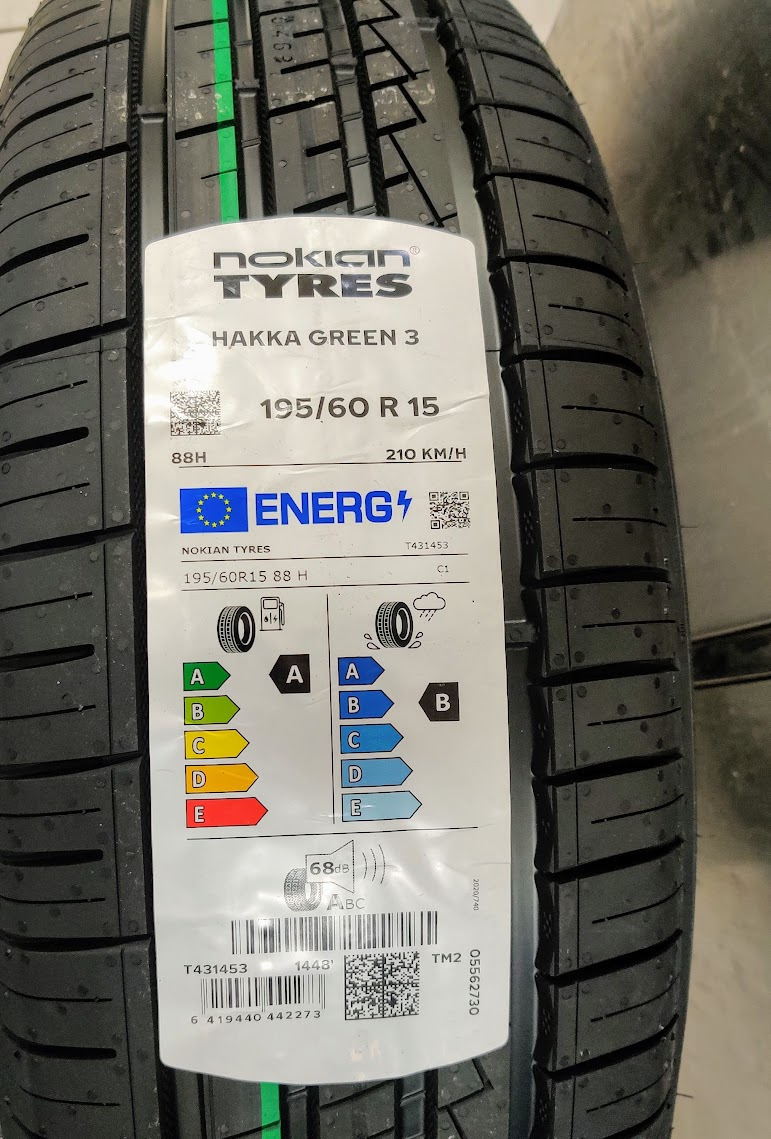 nokian®
TYRES
HAKKA GREEN 3
195/60 R 15
88H 210 KM/H
ENERG
NOKIAN TYRES T431453
195/60R15 88 H C1
A A
B
C
D
E
A
B B
C
D
E
68dB
ABC
2020/740
T431453 1448'
TM2
05562730
6 419440 442273